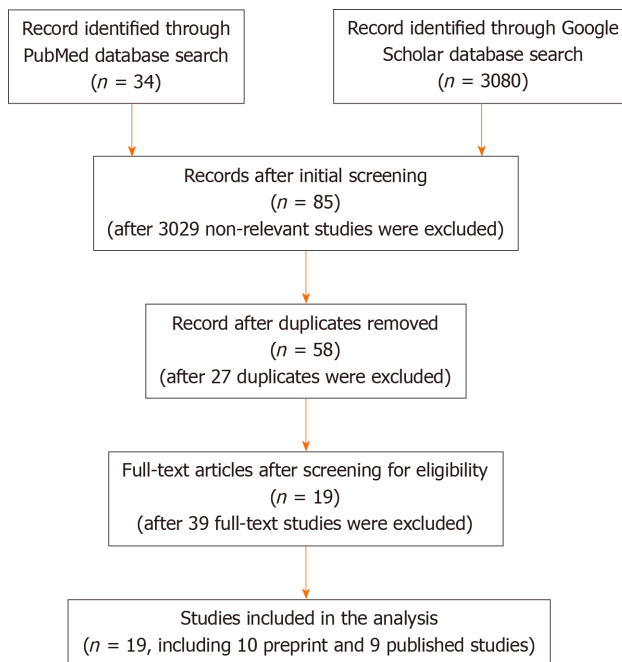 Record identified through
PubMed database search
(n = 34)
Record identified through Google
Scholar database search
(n = 3080)
Records after initial screening
(n = 85)
(after 3029 non-relevant studies were excluded)
Record after duplicates removed
(n = 58)
(after 27 duplicates were excluded)
Full-text articles after screening for eligibility
(n = 19)
(after 39 full-text studies were excluded)
Studies included in the analysis
(n = 19, including 10 preprint and 9 published studies)